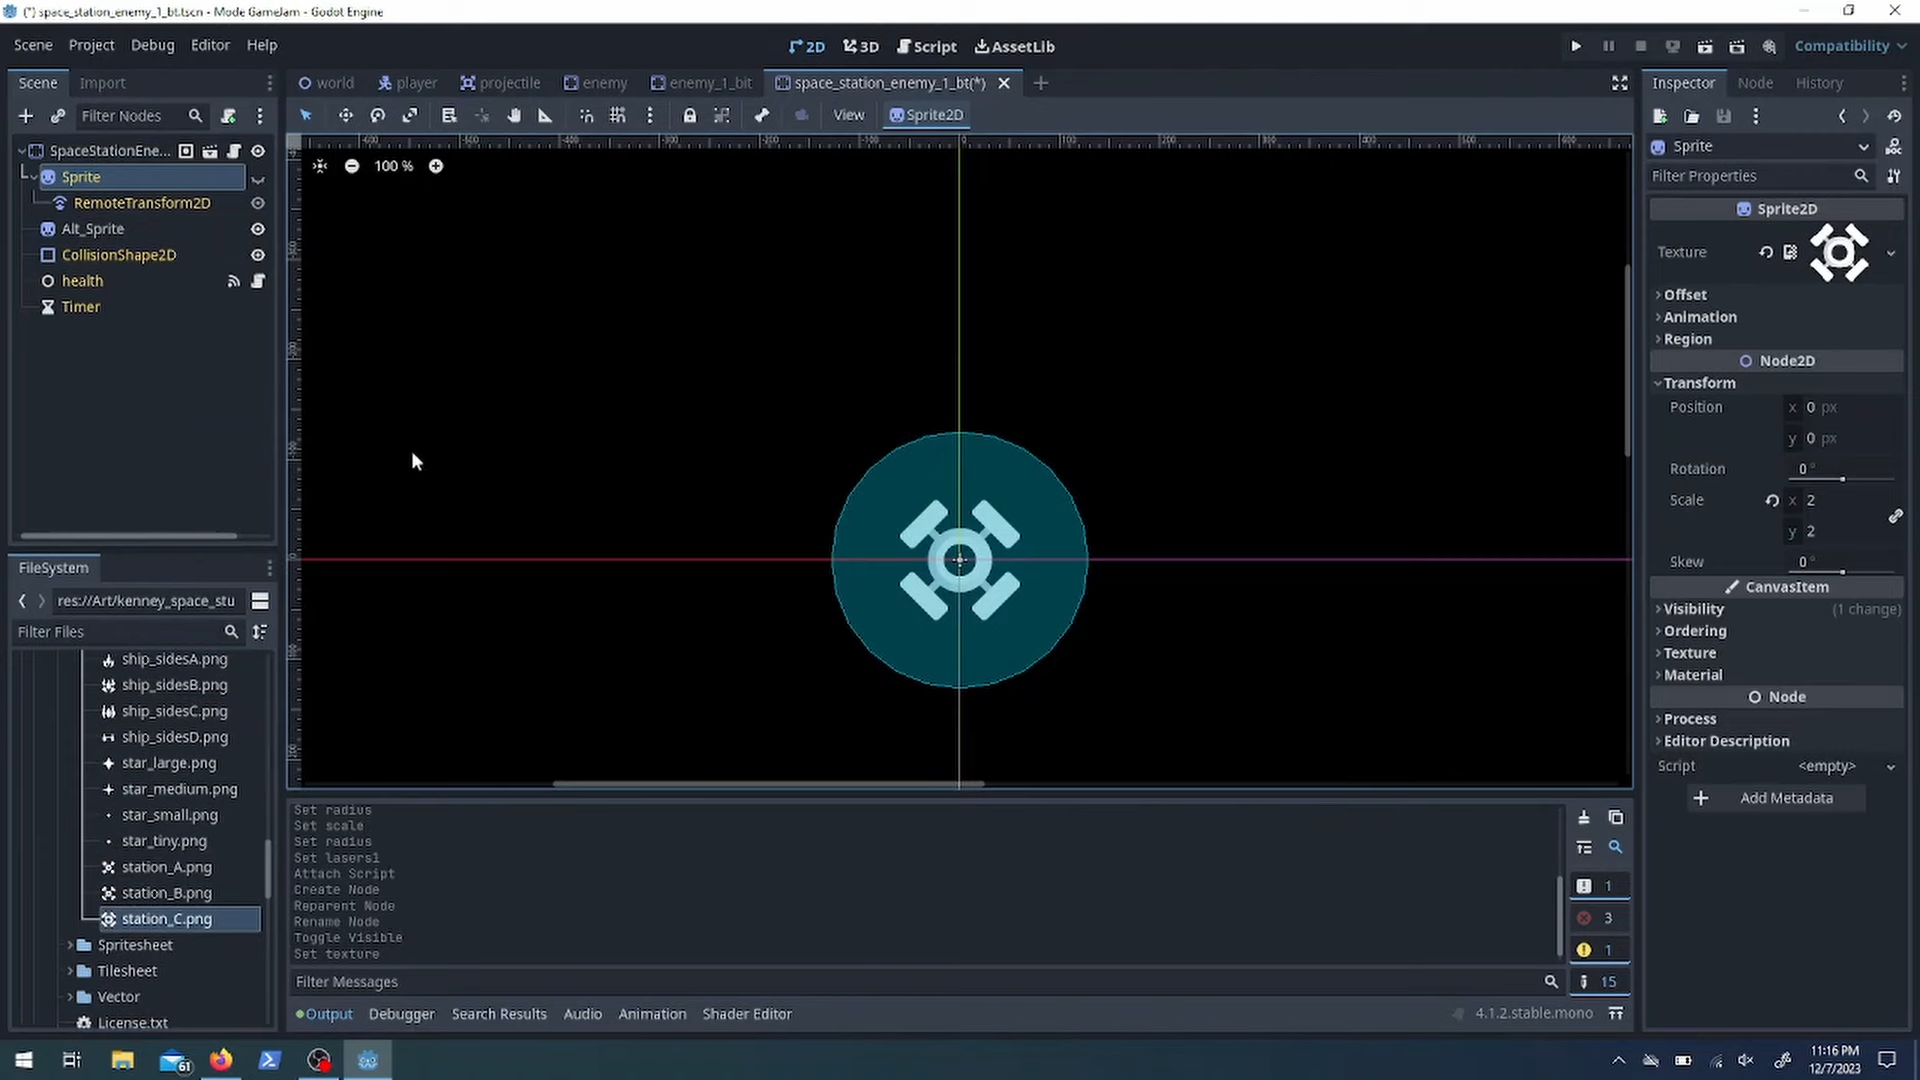 (*) space_station_enemy_1_bt.tscn - Mode GameJam - Godot Engine
Scene Project Debug Editor Help
2D 3D Script AssetLib
Compatibility
Scene Import
world player projectile enemy enemy_1_bit space_station_enemy_1_bt(*)
Inspector Node History
Filter Nodes
View Sprite2D
SpaceStationEne...
Sprite
RemoteTransform2D
Alt_Sprite
CollisionShape2D
health
Timer
100 %
Sprite
Filter Properties
Sprite2D
Texture
Offset
Animation
Region
Node2D
Transform
Position x 0 px
y 0 px
Rotation 0 °
Scale x 2
y 2
Skew 0 °
CanvasItem
Visibility (1 change)
Ordering
Texture
Material
Node
Process
Editor Description
Script <empty>
Add Metadata
FileSystem
res://Art/kenney_space_stu
Filter Files
ship_sidesA.png
ship_sidesB.png
ship_sidesC.png
ship_sidesD.png
star_large.png
star_medium.png
star_small.png
star_tiny.png
station_A.png
station_B.png
station_C.png
Spritesheet
Tilesheet
Vector
License.txt
Set radius
Set scale
Set radius
Set lasers1
Attach Script
Create Node
Reparent Node
Rename Node
Toggle Visible
Set texture
1
3
1
15
Filter Messages
Output Debugger Search Results Audio Animation Shader Editor
4.1.2.stable.mono
61
11:16 PM
12/7/2023